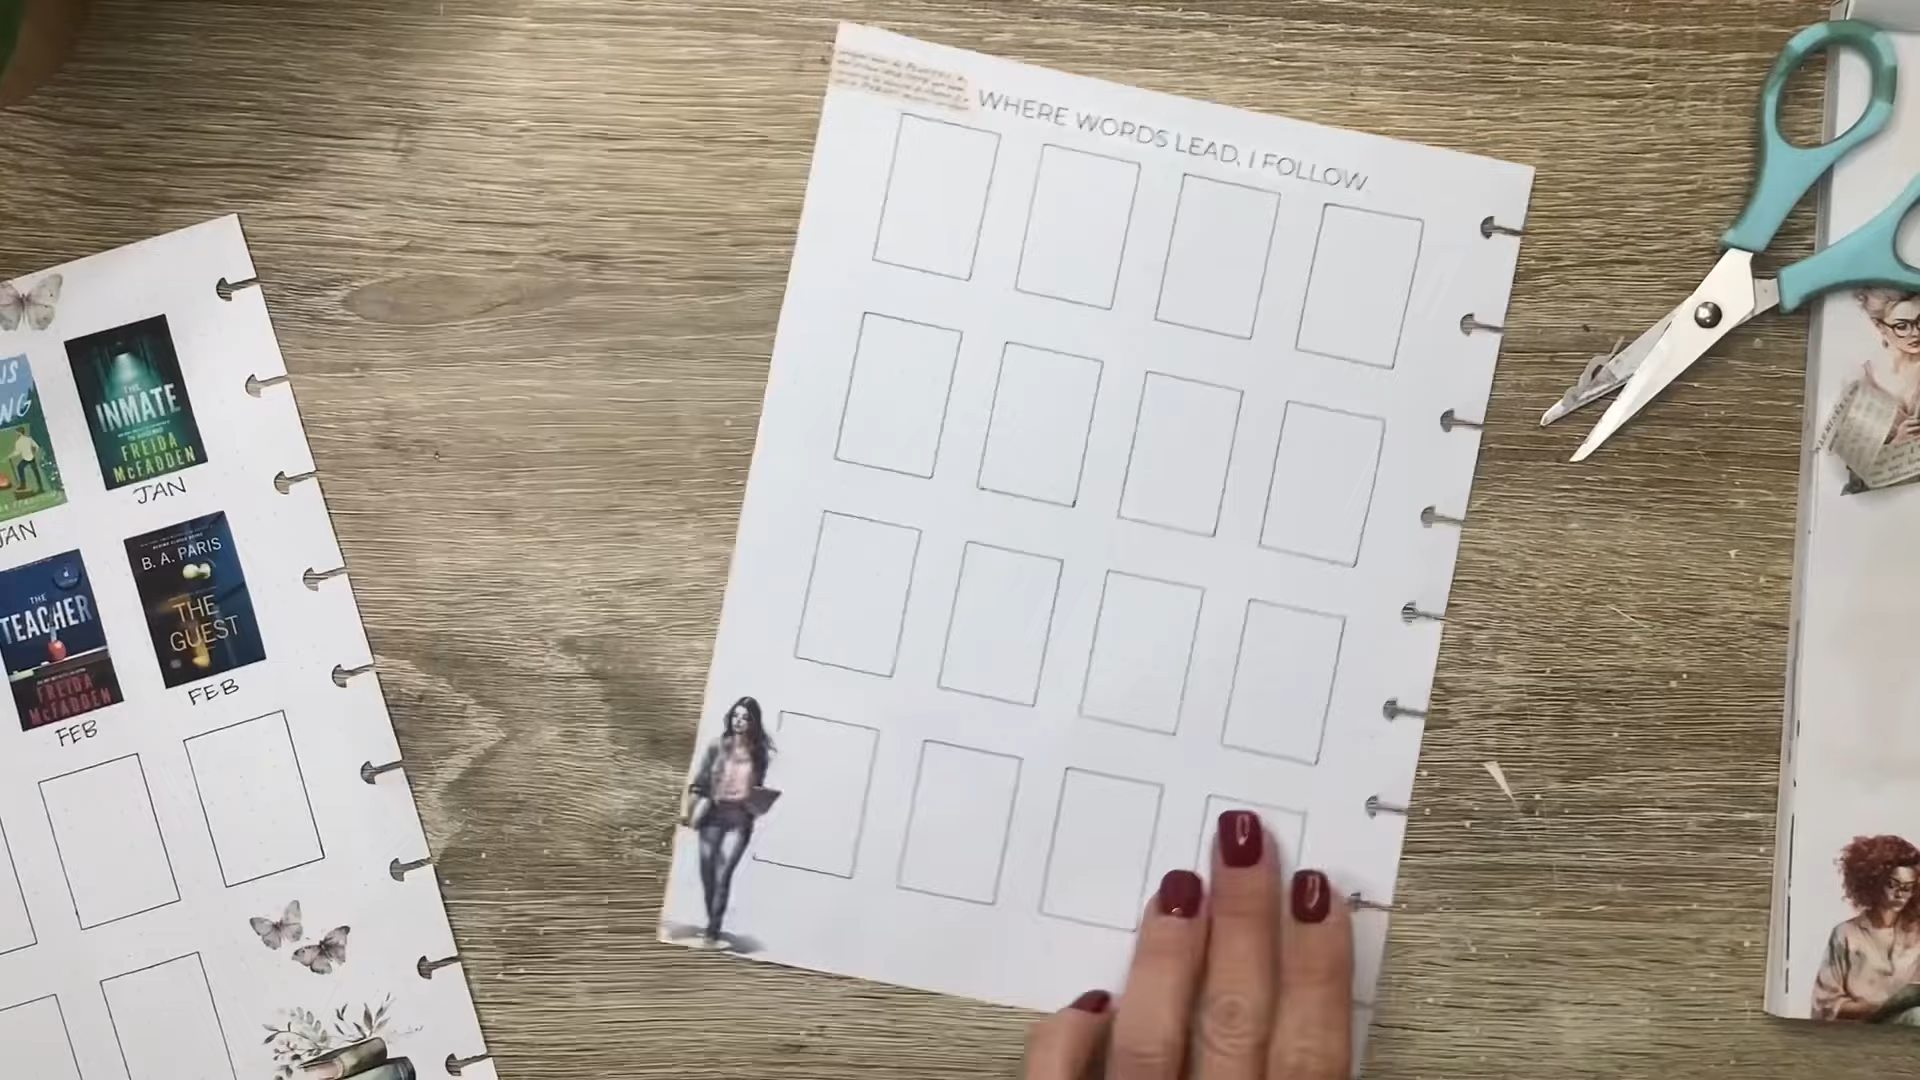 WHERE WORDS LEAD, I FOLLOW.
THE
INMATE
FREIDA
McFADDEN
JAN
JAN
B. A. PARIS
THE
GUEST
FEB
THE
TEACHER
FREIDA
McFADDEN
FEB